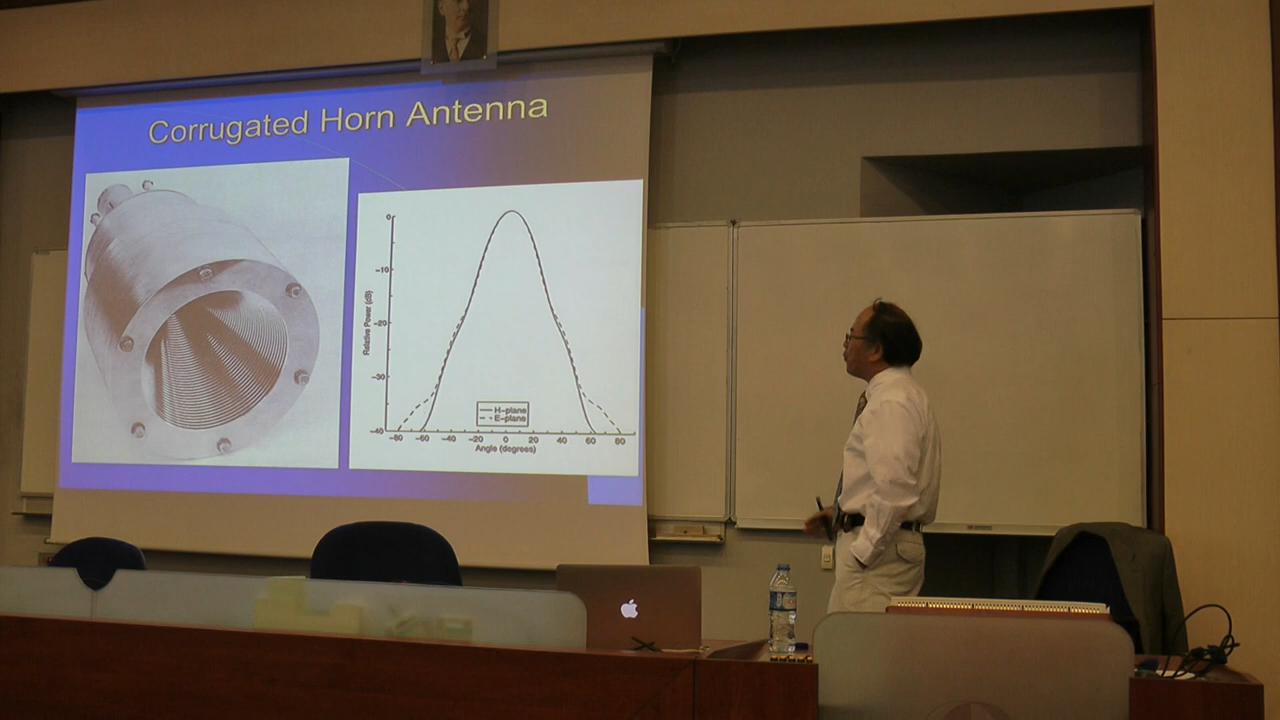 Corrugated Horn Antenna
0
-10
-20
-30
-40
Relative Power (dB)
H-plane
E-plane
-80 -60 -40 -20 0 20 40 60 80
Angle (degrees)